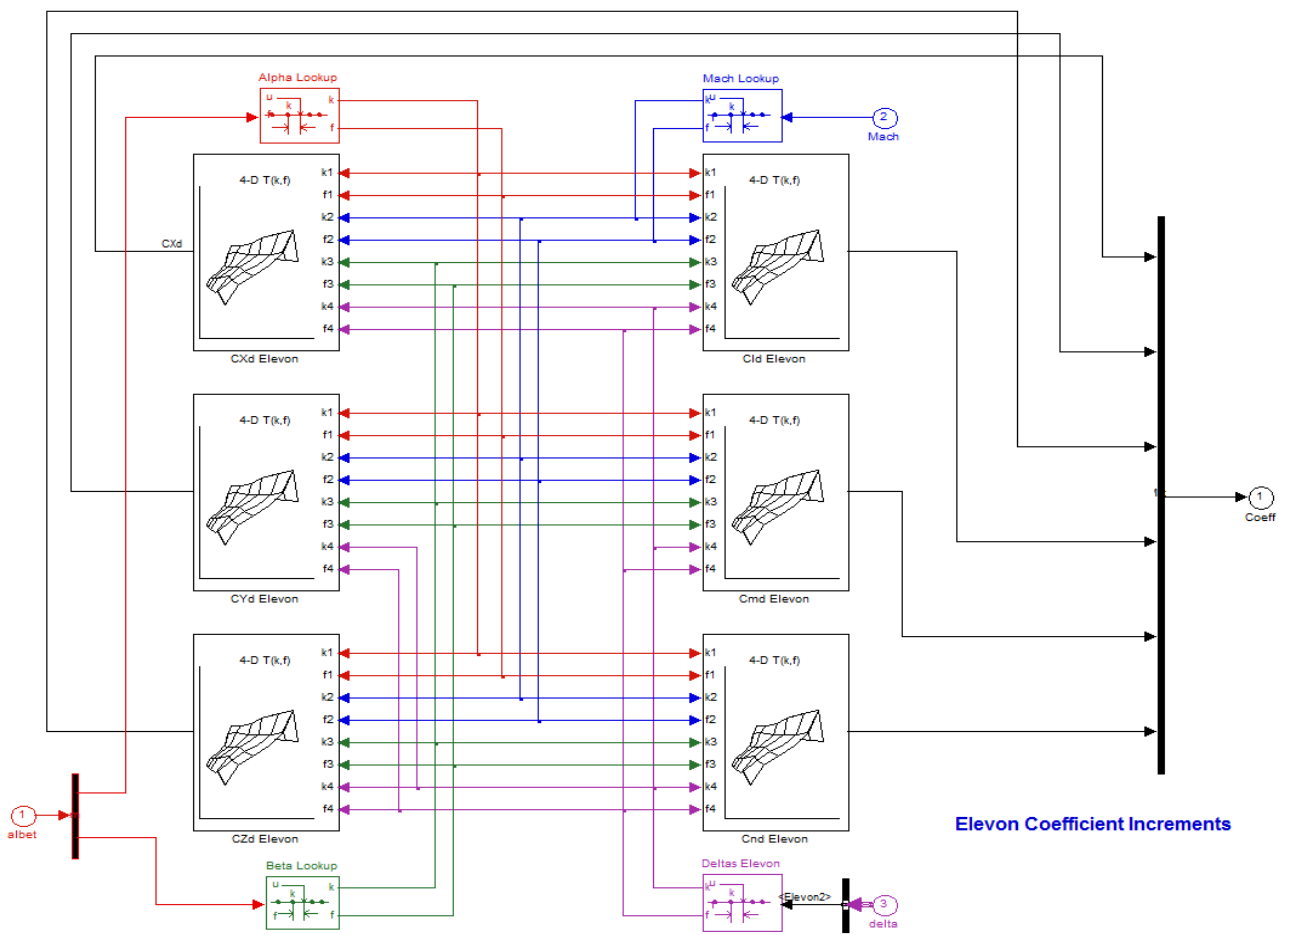 Alpha Lookup
u
k
k
f
f
Mach Lookup
k
u
k
f
f
2
Mach
4-D T(k,f)
k1
f1
k2
f2
k3
f3
k4
f4
CXd
CXd Elevon
k1
f1
k2
f2
k3
f3
k4
f4
4-D T(k,f)
Cld Elevon
4-D T(k,f)
k1
f1
k2
f2
k3
f3
k4
f4
CYd Elevon
k1
f1
k2
f2
k3
f3
k4
f4
4-D T(k,f)
Cmd Elevon
1
Coeff
4-D T(k,f)
k1
f1
k2
f2
k3
f3
k4
f4
CZd Elevon
k1
f1
k2
f2
k3
f3
k4
f4
4-D T(k,f)
Cnd Elevon
1
albet
Elevon Coefficient Increments
Beta Lookup
u
k
k
f
f
Deltas Elevon
k
u
k
f
f
<Elevon2>
3
delta